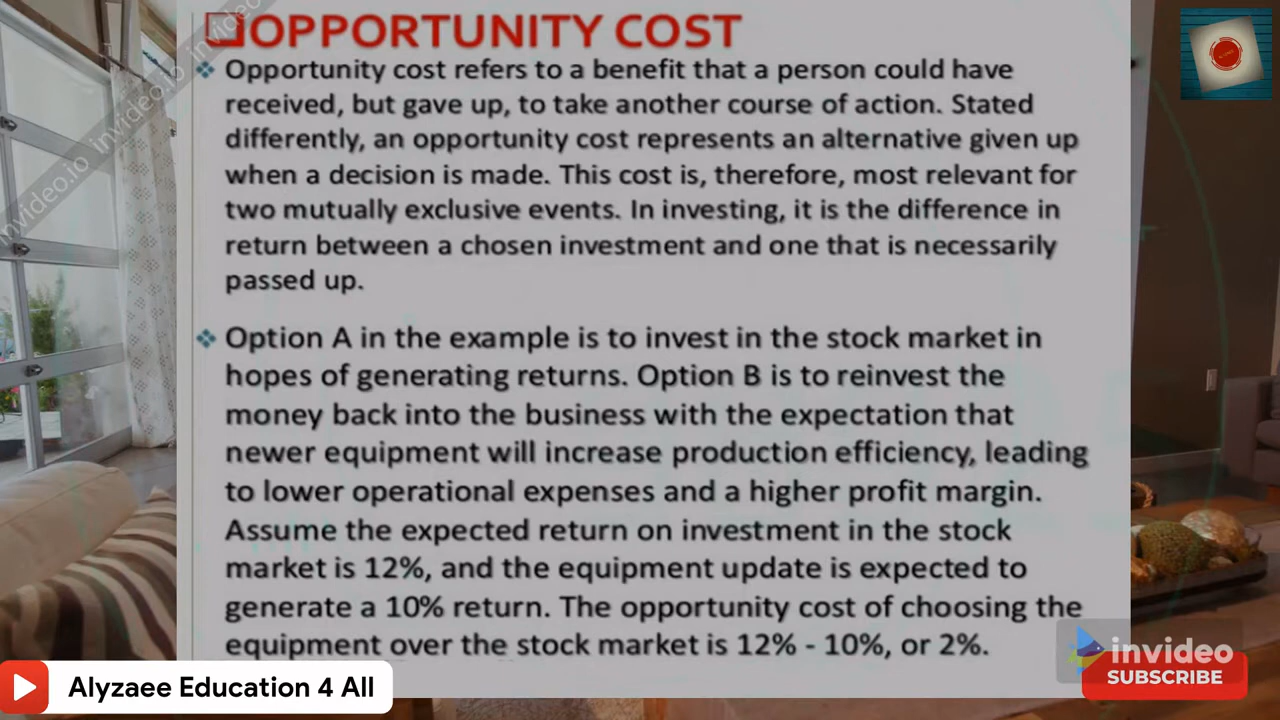 OPPORTUNITY COST
Opportunity cost refers to a benefit that a person could have
received, but gave up, to take another course of action. Stated
differently, an opportunity cost represents an alternative given up
when a decision is made. This cost is, therefore, most relevant for
two mutually exclusive events. In investing, it is the difference in
return between a chosen investment and one that is necessarily
passed up.
Option A in the example is to invest in the stock market in
hopes of generating returns. Option B is to reinvest the
money back into the business with the expectation that
newer equipment will increase production efficiency, leading
to lower operational expenses and a higher profit margin.
Assume the expected return on investment in the stock
market is 12%, and the equipment update is expected to
generate a 10% return. The opportunity cost of choosing the
equipment over the stock market is 12% - 10%, or 2%.
invideo.io invideo.io invideo
invideo
SUBSCRIBE
Alyzaee Education 4 All